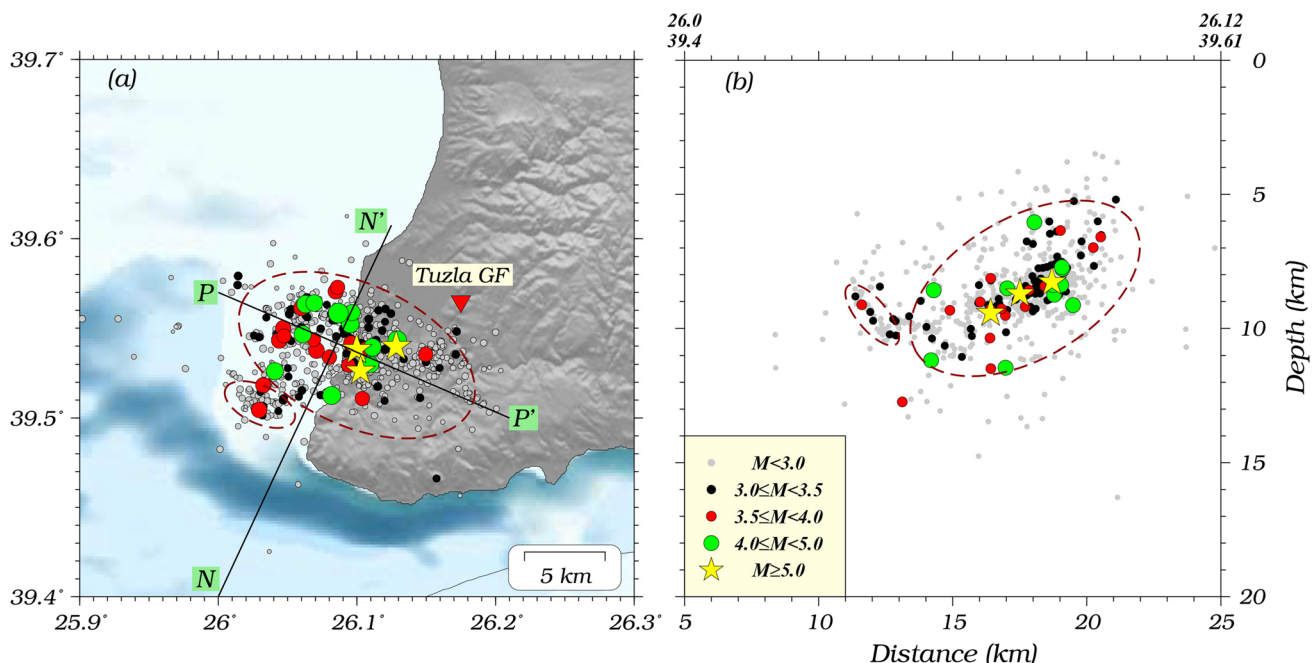 26.0
39.4
26.12
39.61
39.7°
39.6°
39.5°
39.4°
(a)
N'
P
Tuzla GF
P'
N
5 km
25.9°
26°
26.1°
26.2°
26.3°
(b)
0
5
10
15
20
Depth (km)
M<3.0
3.0≤M<3.5
3.5≤M<4.0
4.0≤M<5.0
M≥5.0
5
10
15
20
25
Distance (km)